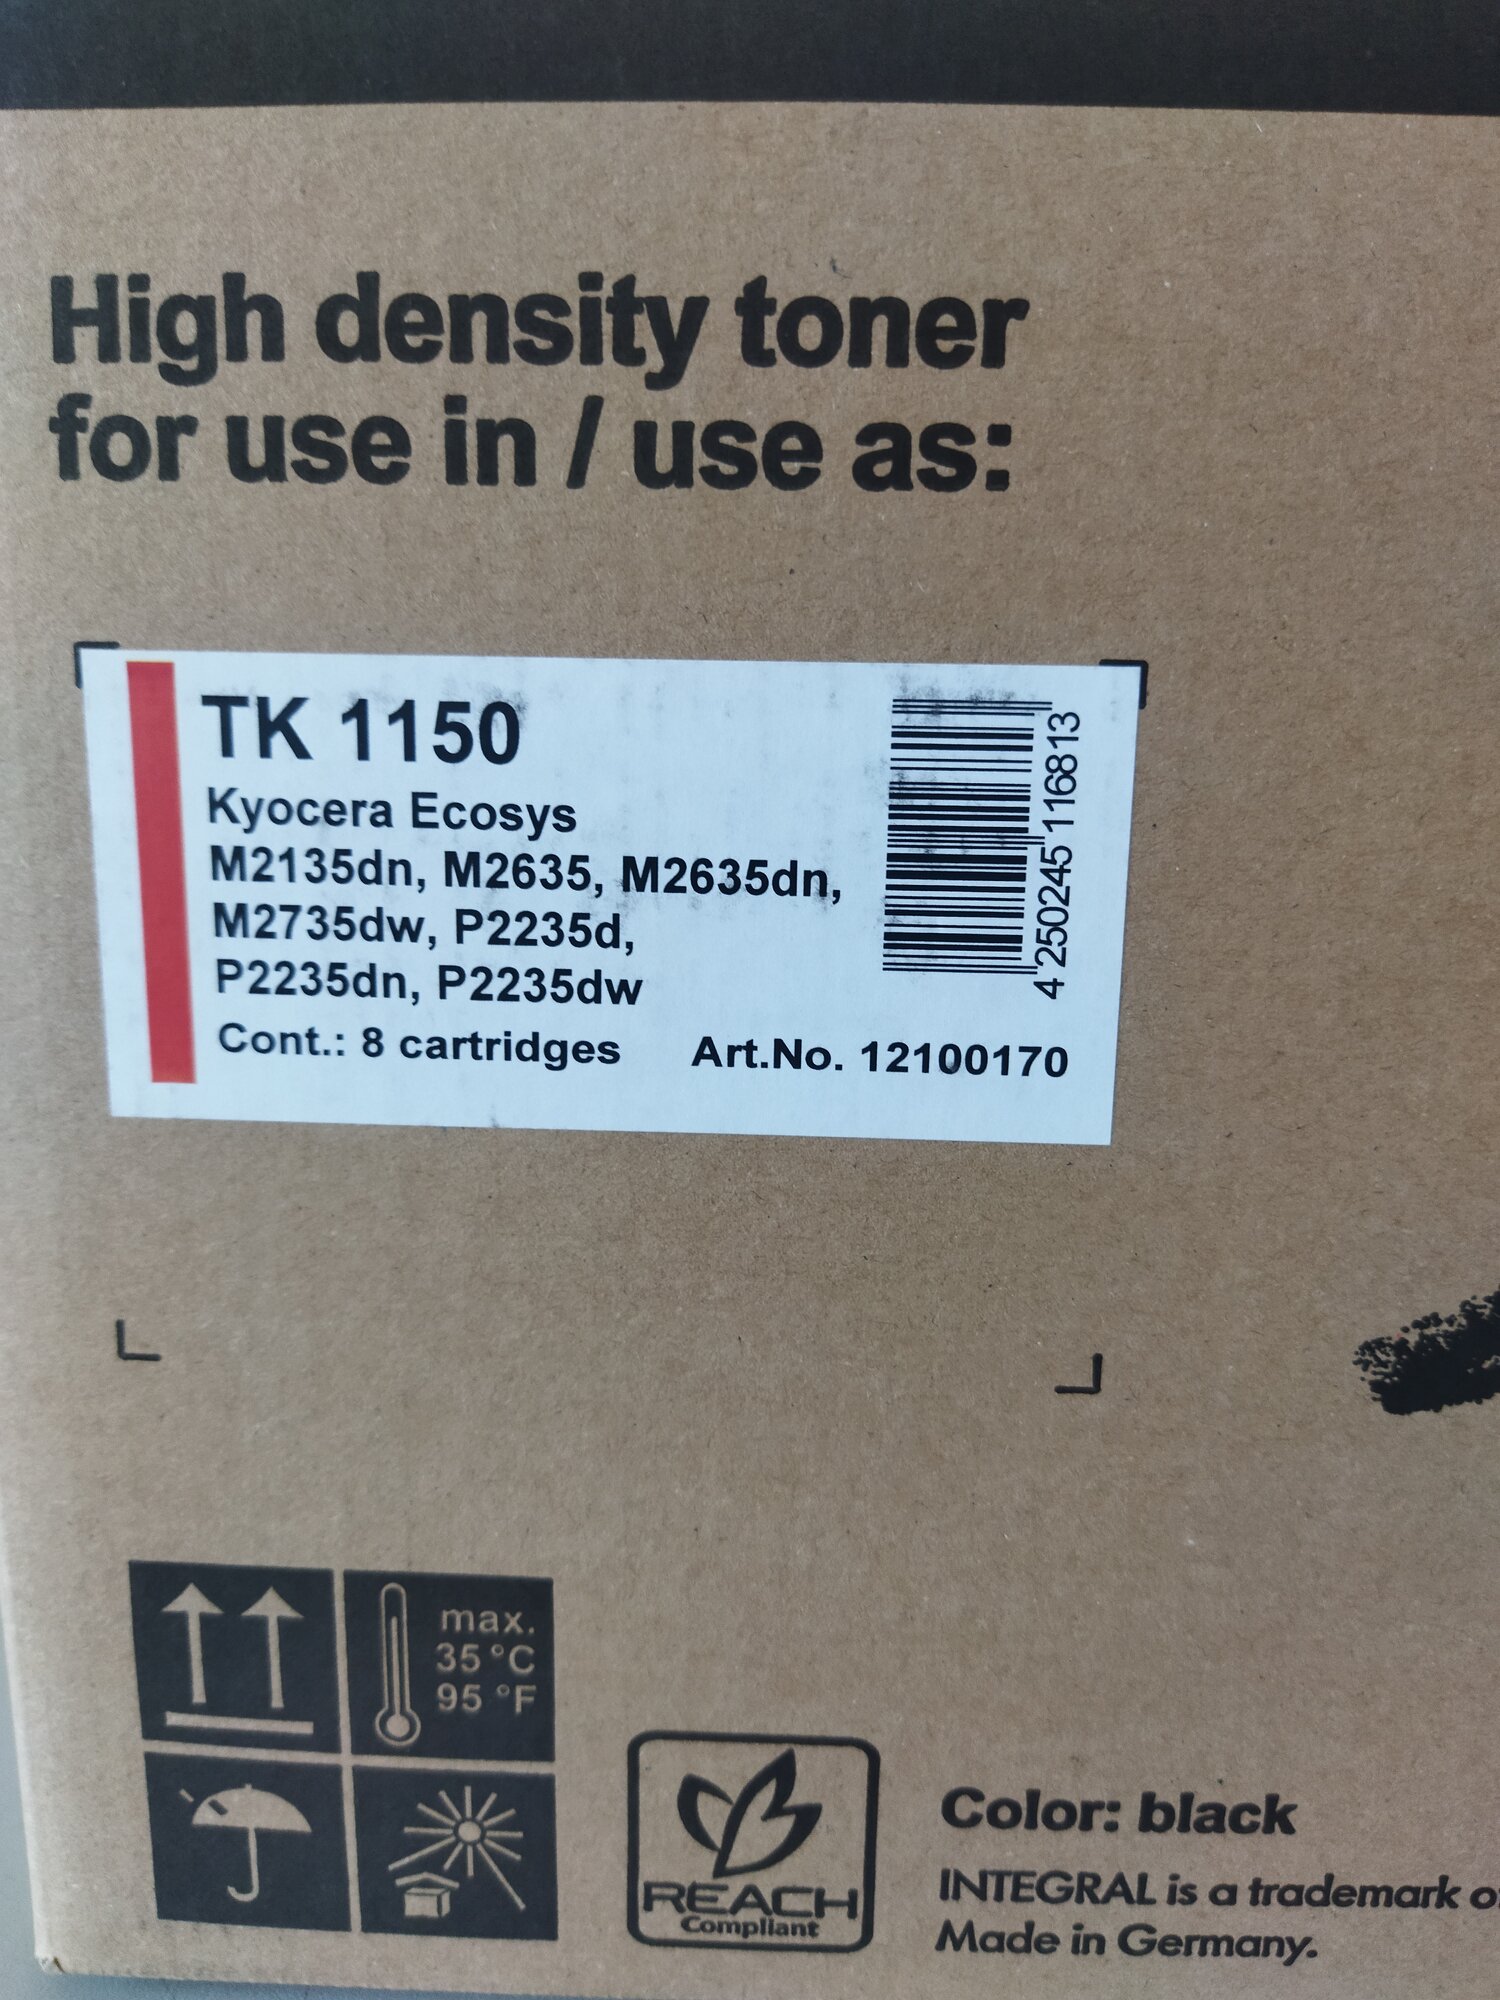 High density toner
for use in / use as:
TK 1150
Kyocera Ecosys
M2135dn, M2635, M2635dn,
M2735dw, P2235d,
P2235dn, P2235dw
Cont.: 8 cartridges Art.No. 12100170
4 250245 116813
max.
35 °C
95 °F
REACH
Compliant
Color: black
INTEGRAL is a trademark
Made in Germany.